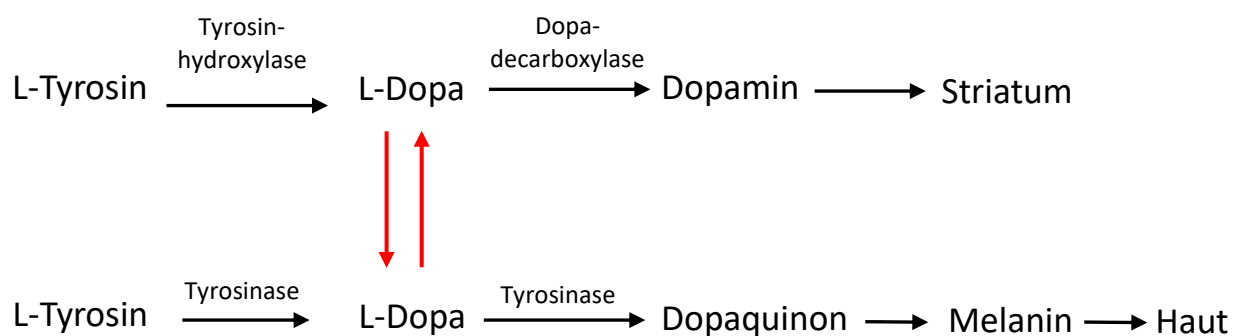 Tyrosin-
hydroxylase
Dopa-
decarboxylase
L-Tyrosin L-Dopa Dopamin Striatum
Tyrosinase Tyrosinase
L-Tyrosin L-Dopa Dopaquinon Melanin Haut